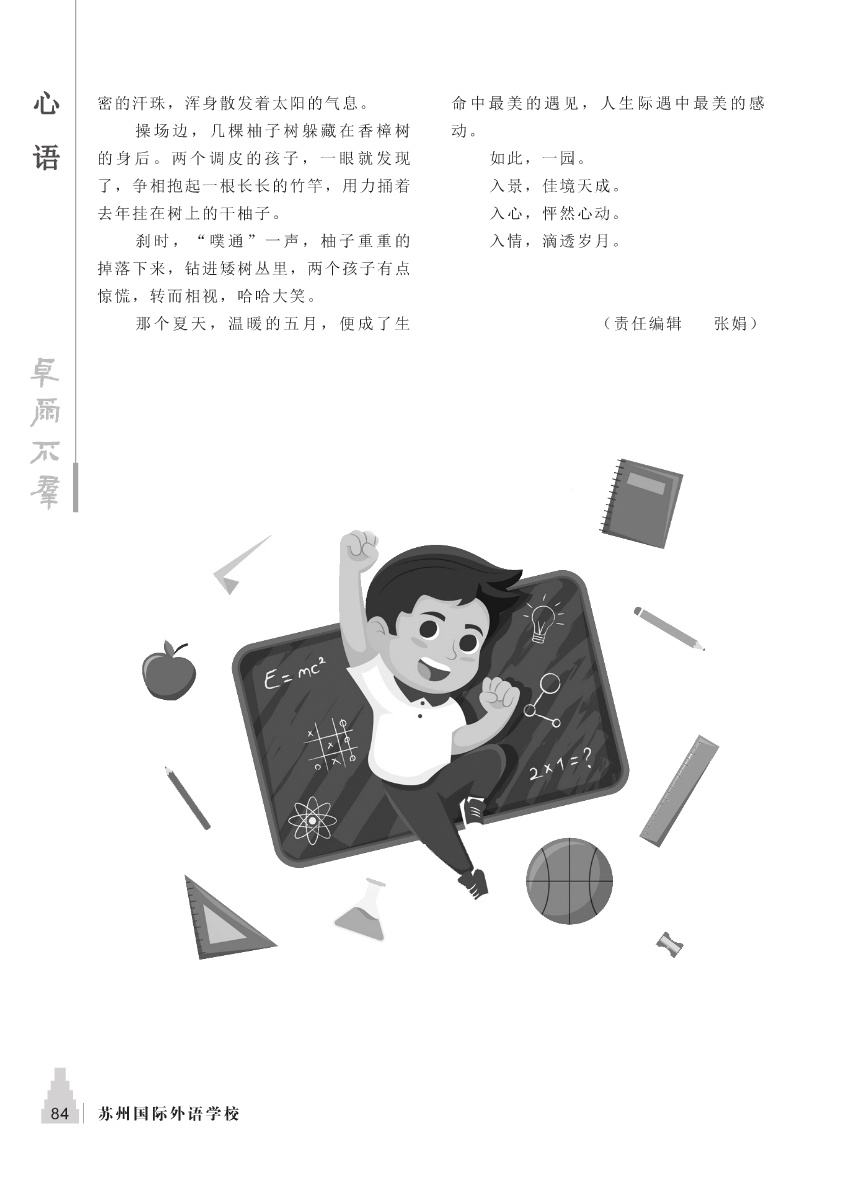 心
语
卓
爾
不
羣
密的汗珠，浑身散发着太阳的气息。
操场边，几棵柚子树躲藏在香樟树
的身后。两个调皮的孩子，一眼就发现
了，争相抱起一根长长的竹竿，用力捅着
去年挂在树上的干柚子。
刹时，“噗通”一声，柚子重重的
掉落下来，钻进矮树丛里，两个孩子有点
惊慌，转而相视，哈哈大笑。
那个夏天，温暖的五月，便成了生
命中最美的遇见，人生际遇中最美的感
动。
如此，一园。
入景，佳境天成。
入心，怦然心动。
入情，滴透岁月。
（责任编辑　　张娟）
E=mc²
2×1=?
84
苏州国际外语学校